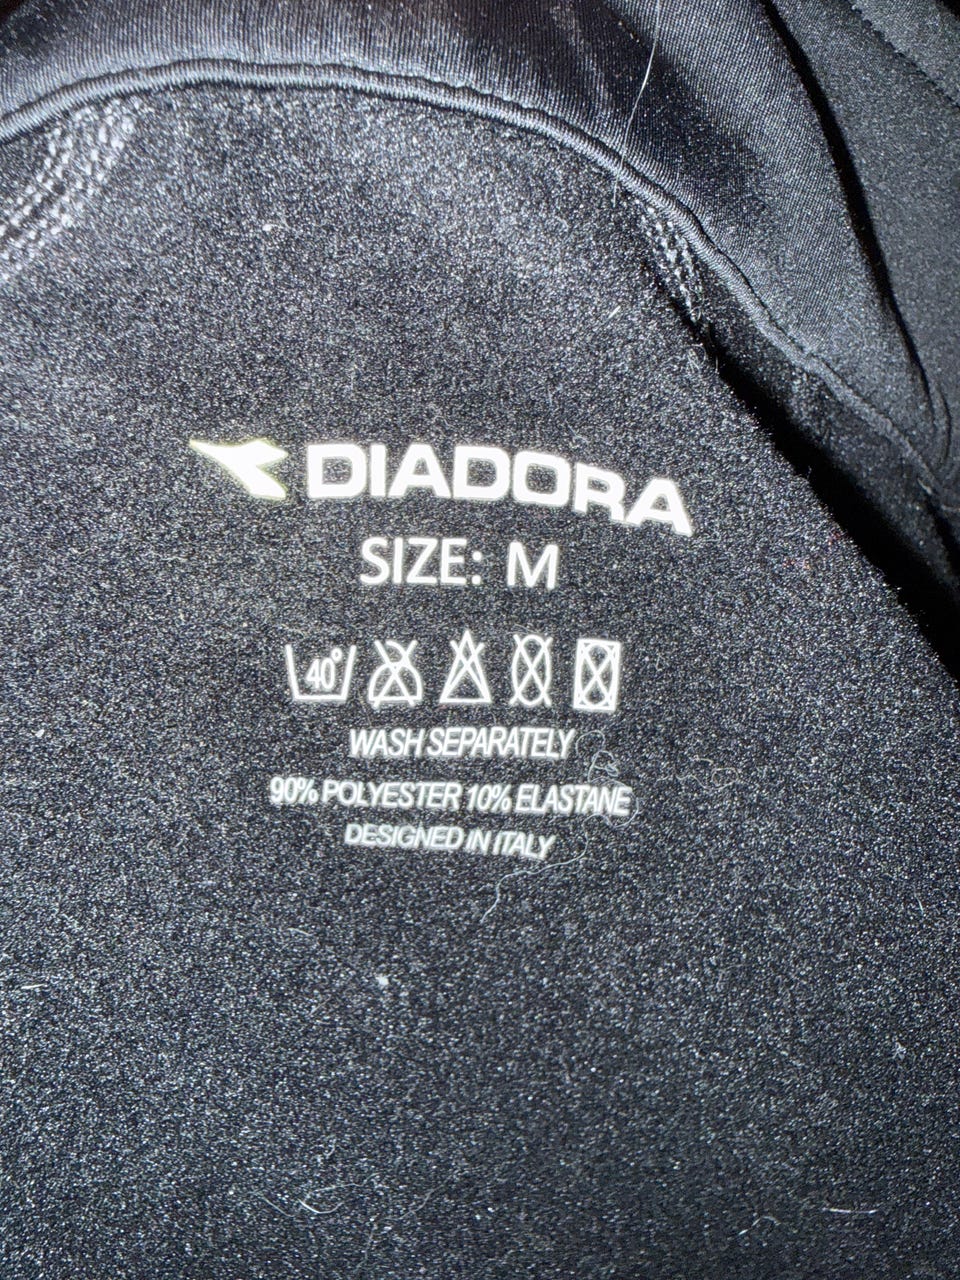 DIADORA
SIZE: M
40°
WASH SEPARATELY
90% POLYESTER 10% ELASTANE
DESIGNED IN ITALY